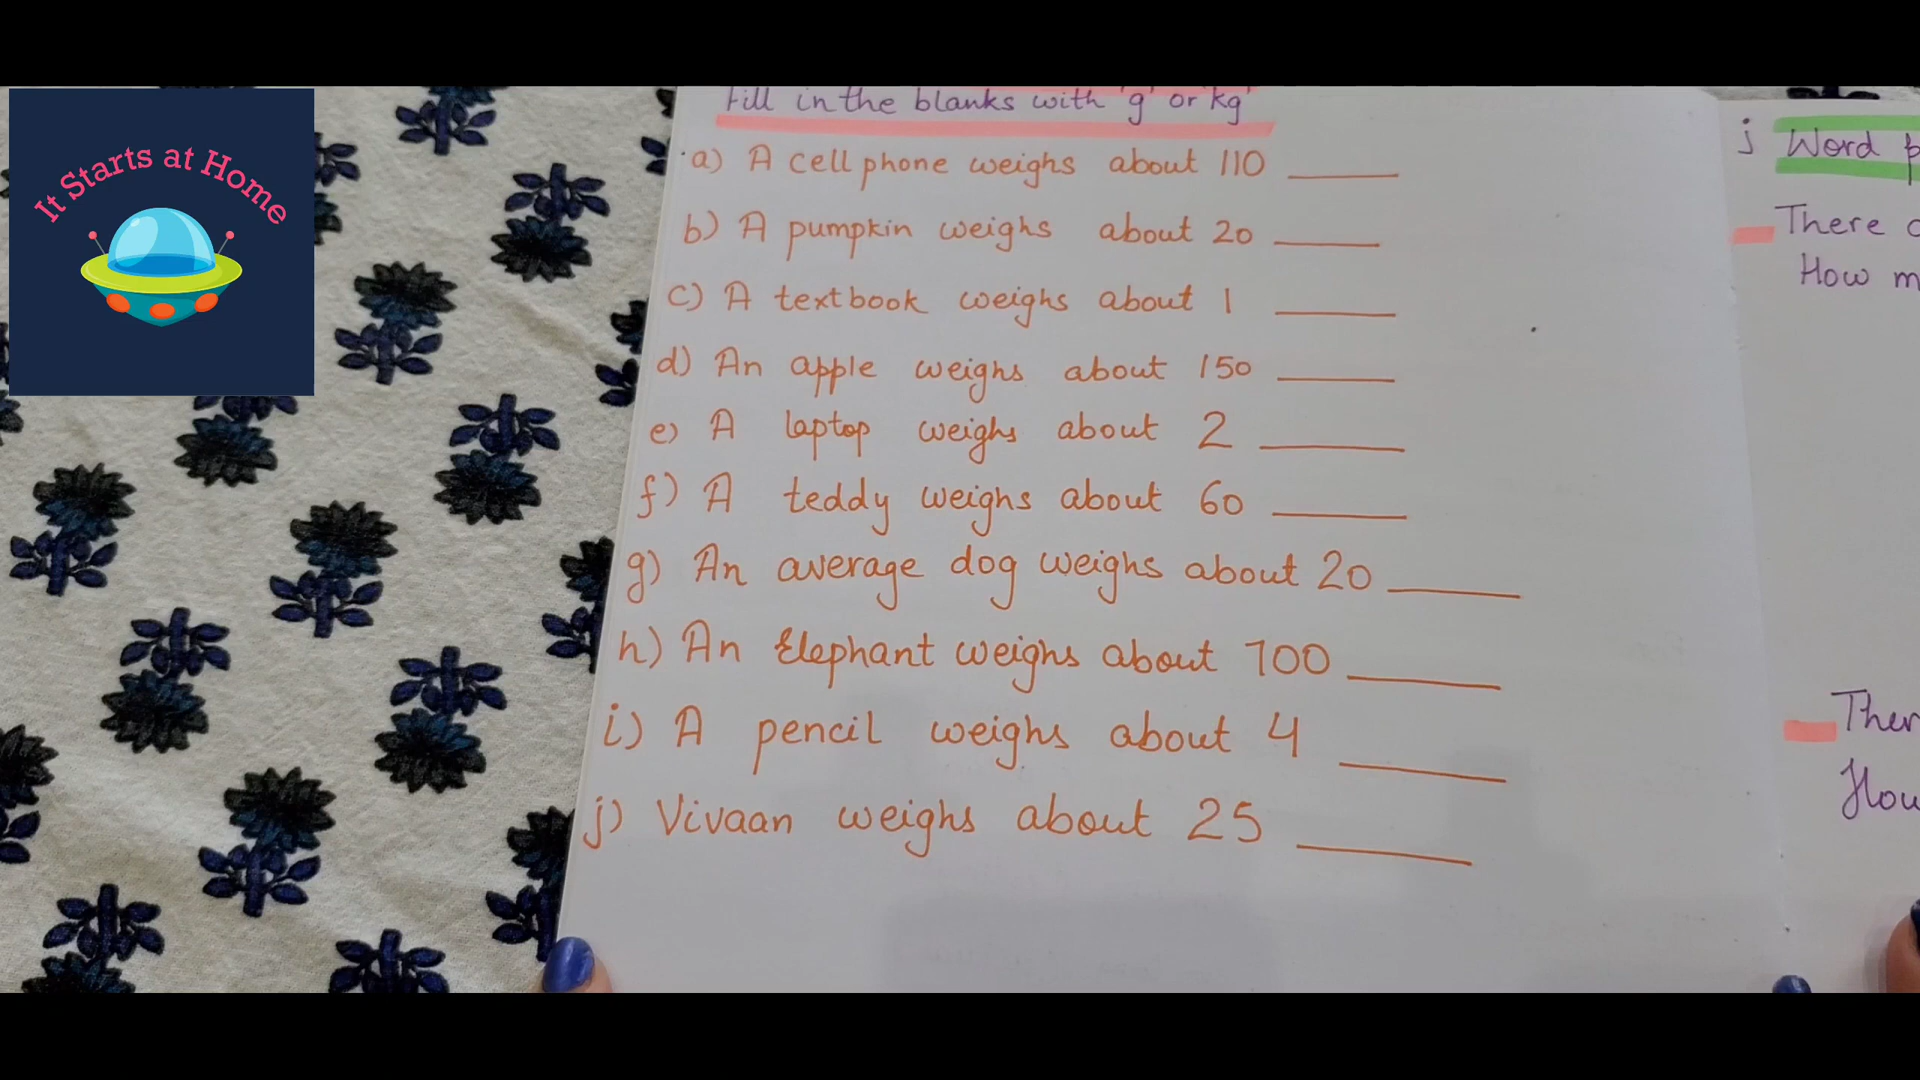 It Starts at Home
Fill in the blanks with 'g' or 'kg'
a) A cell phone weighs about 110 ______
b) A pumpkin weighs about 20 ______
c) A textbook weighs about 1 ______
d) An apple weighs about 150 ______
e) A laptop weighs about 2 ______
f) A teddy weighs about 60 ______
g) An average dog weighs about 20 ______
h) An Elephant weighs about 700 ______
i) A pencil weighs about 4 ______
j) Vivaan weighs about 25 ______
j Word
There
How